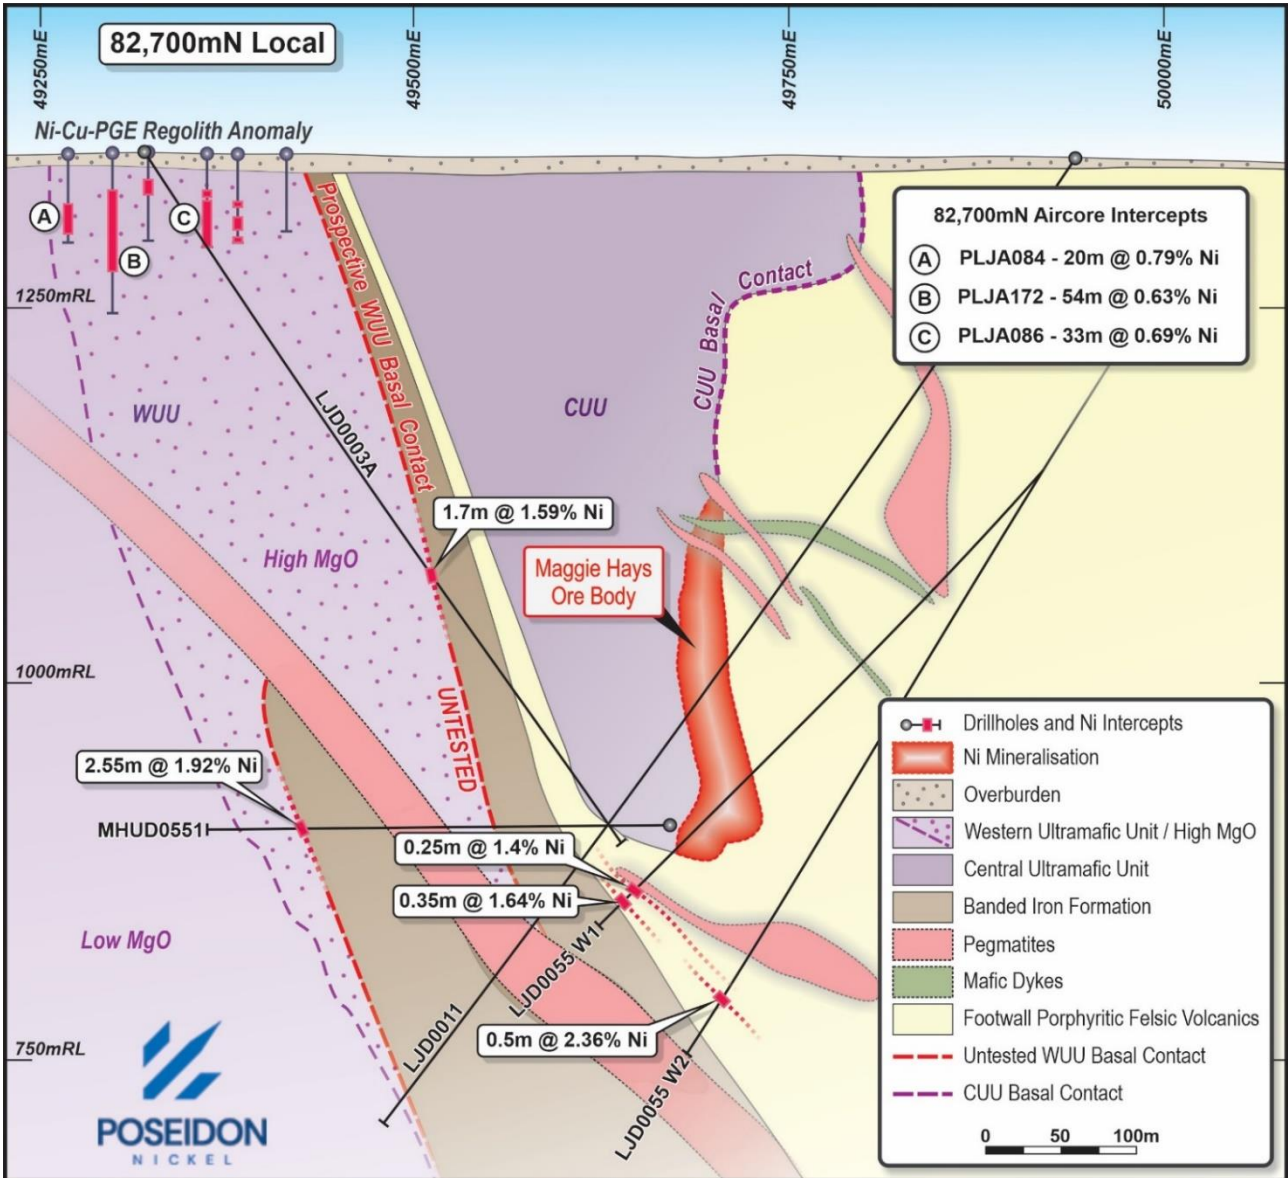 49250mE
49500mE
49750mE
50000mE
82,700mN Local
Ni-Cu-PGE Regolith Anomaly
A
B
C
82,700mN Aircore Intercepts
A PLJA084 - 20m @ 0.79% Ni
B PLJA172 - 54m @ 0.63% Ni
C PLJA086 - 33m @ 0.69% Ni
1250mRL
Prospective WUU Basal Contact
CUU Basal Contact
WUU
CUU
LJD0003A
1.7m @ 1.59% Ni
High MgO
Maggie Hays
Ore Body
1000mRL
UNTESTED
2.55m @ 1.92% Ni
MHUD0551
0.25m @ 1.4% Ni
0.35m @ 1.64% Ni
Low MgO
LJD0055 W1
LJD0011
0.5m @ 2.36% Ni
LJD0055 W2
750mRL
POSEIDON
NICKEL
Drillholes and Ni Intercepts
Ni Mineralisation
Overburden
Western Ultramafic Unit / High MgO
Central Ultramafic Unit
Banded Iron Formation
Pegmatites
Mafic Dykes
Footwall Porphyritic Felsic Volcanics
Untested WUU Basal Contact
CUU Basal Contact
0 50 100m